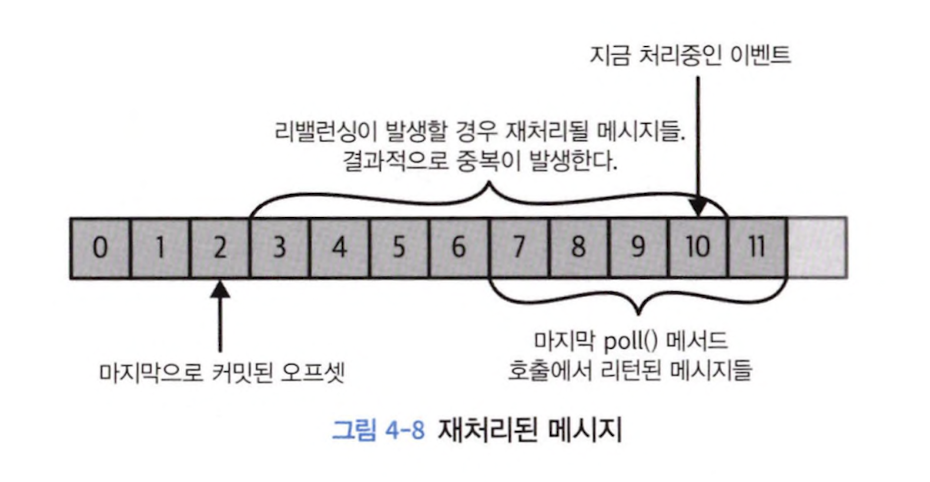 지금 처리중인 이벤트
리밸런싱이 발생할 경우 재처리될 메시지들.
결과적으로 중복이 발생한다.
0 1 2 3 4 5 6 7 8 9 10 11
마지막으로 커밋된 오프셋
마지막 poll() 메서드
호출에서 리턴된 메시지들
그림 4-8 재처리된 메시지